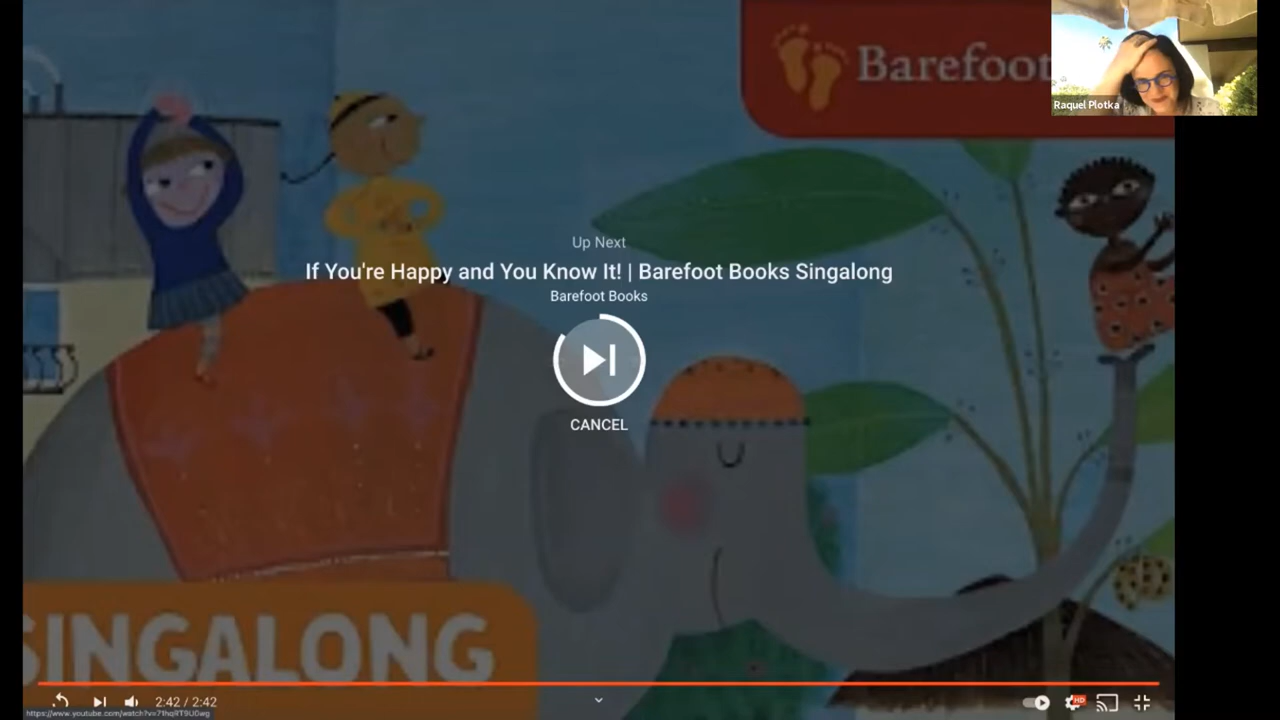 Barefoot
Raquel Plotka
Up Next
If You're Happy and You Know It! | Barefoot Books Singalong
Barefoot Books
CANCEL
SINGALONG
2:42 / 2:42
HD